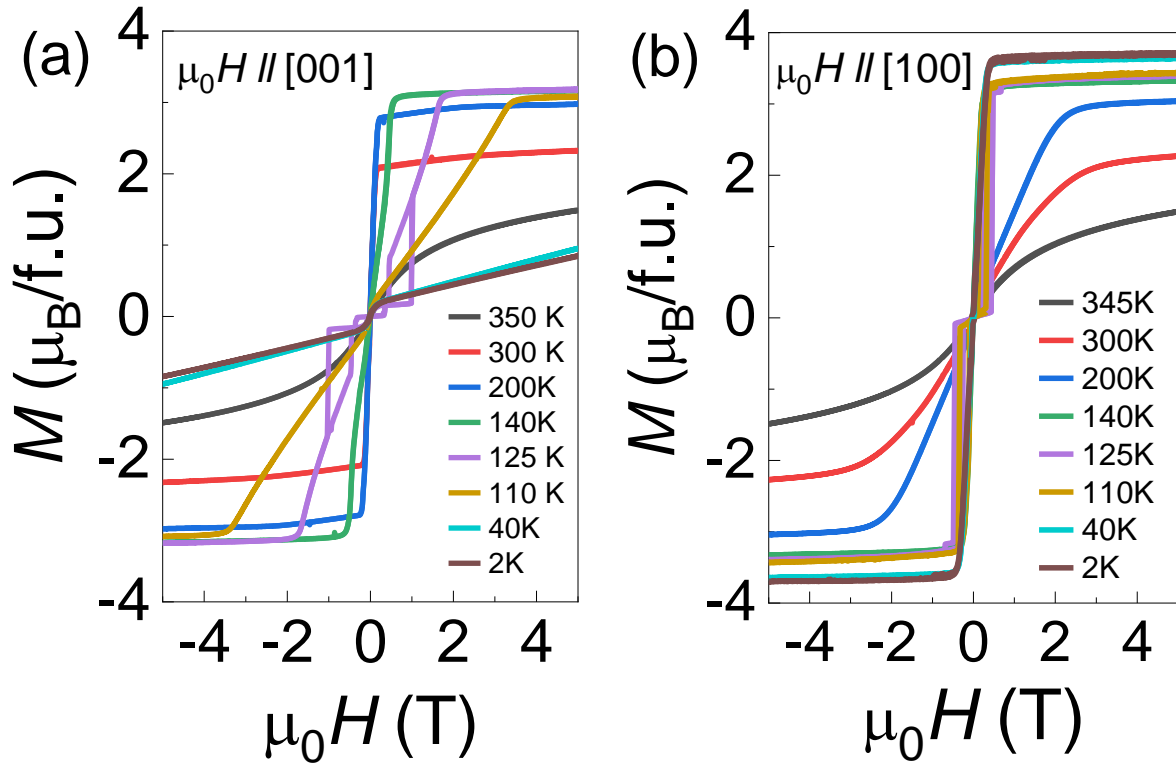 (a)
μ₀H // [001]
M (μB/f.u.)
4
2
0
-2
-4
350 K
300 K
200K
140K
125 K
110 K
40K
2K
-4 -2 0 2 4
μ₀H (T)
(b)
μ₀H // [100]
M (μB/f.u.)
4
2
0
-2
-4
345K
300K
200K
140K
125K
110K
40K
2K
-4 -2 0 2 4
μ₀H (T)